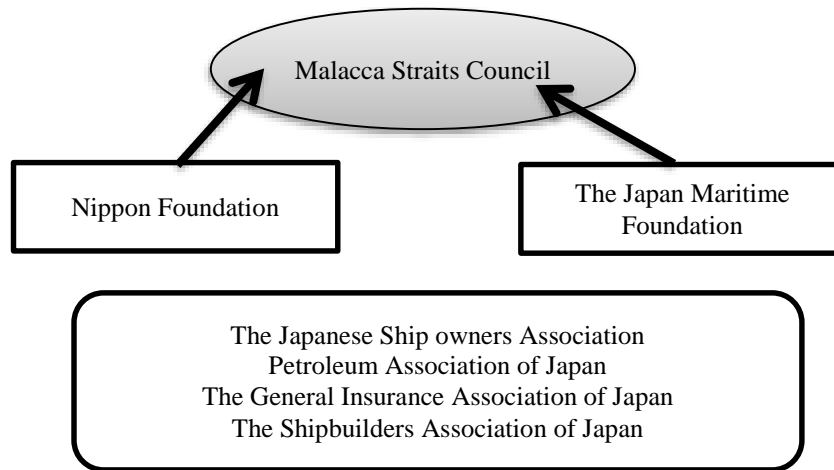 Malacca Straits Council
Nippon Foundation
The Japan Maritime
Foundation
The Japanese Ship owners Association
Petroleum Association of Japan
The General Insurance Association of Japan
The Shipbuilders Association of Japan